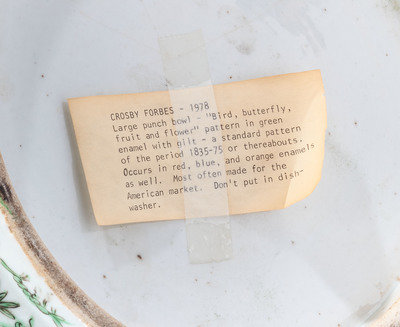 CROSBY FORBES - 1978
Large punch bowl - "Bird, butterfly,
fruit and flower" pattern in green
enamel with gilt - a standard pattern
of the period 1835-75 or thereabouts.
Occurs in red, blue, and orange enamels
as well. Most often made for the
American market. Don't put in dish-
washer.